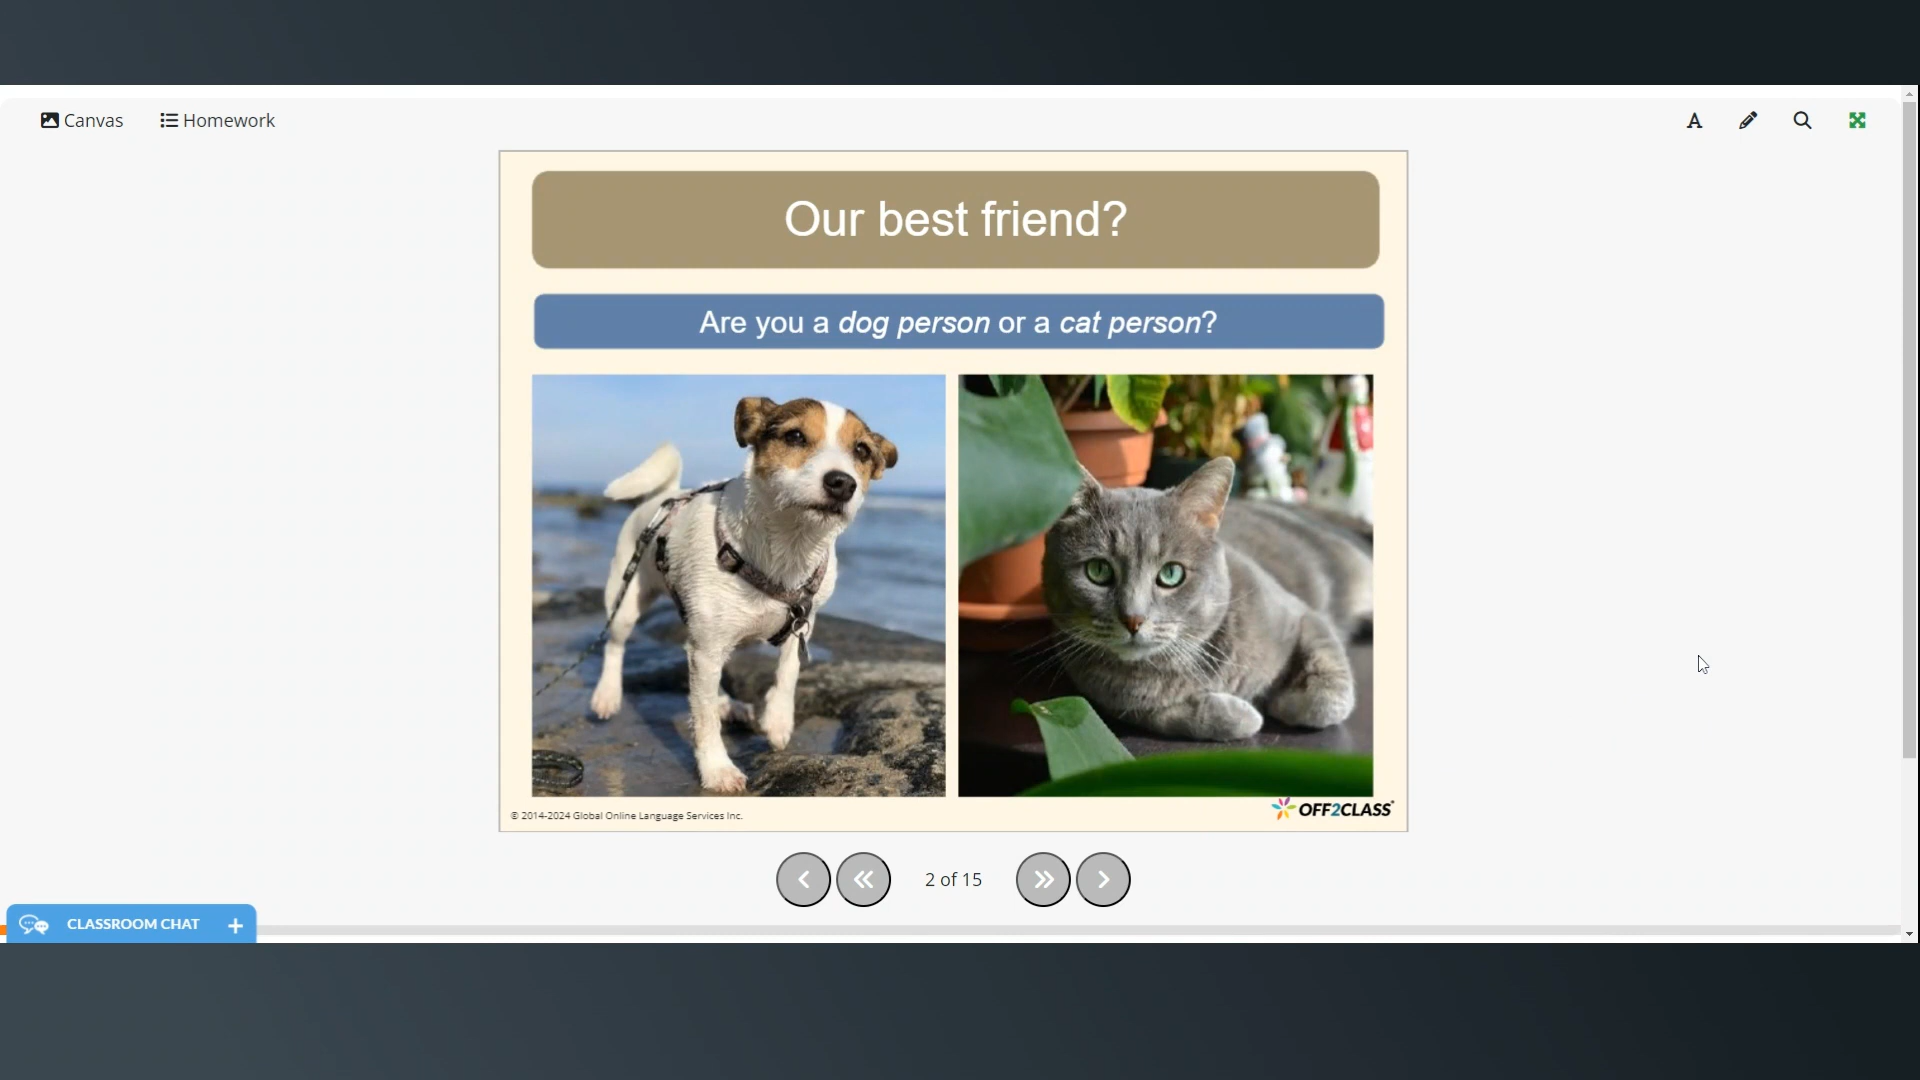 Canvas
Homework
A
Our best friend?
Are you a dog person or a cat person?
© 2014-2024 Global Online Language Services Inc.
OFF2CLASS
2 of 15
CLASSROOM CHAT +